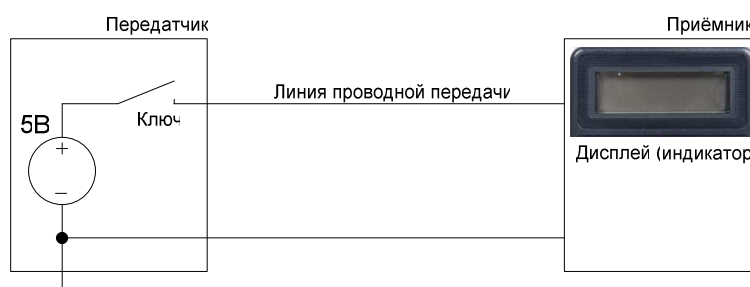 Передатчик
Приёмник
Линия проводной передачи
Ключ
5В
+
−
Дисплей (индикатор